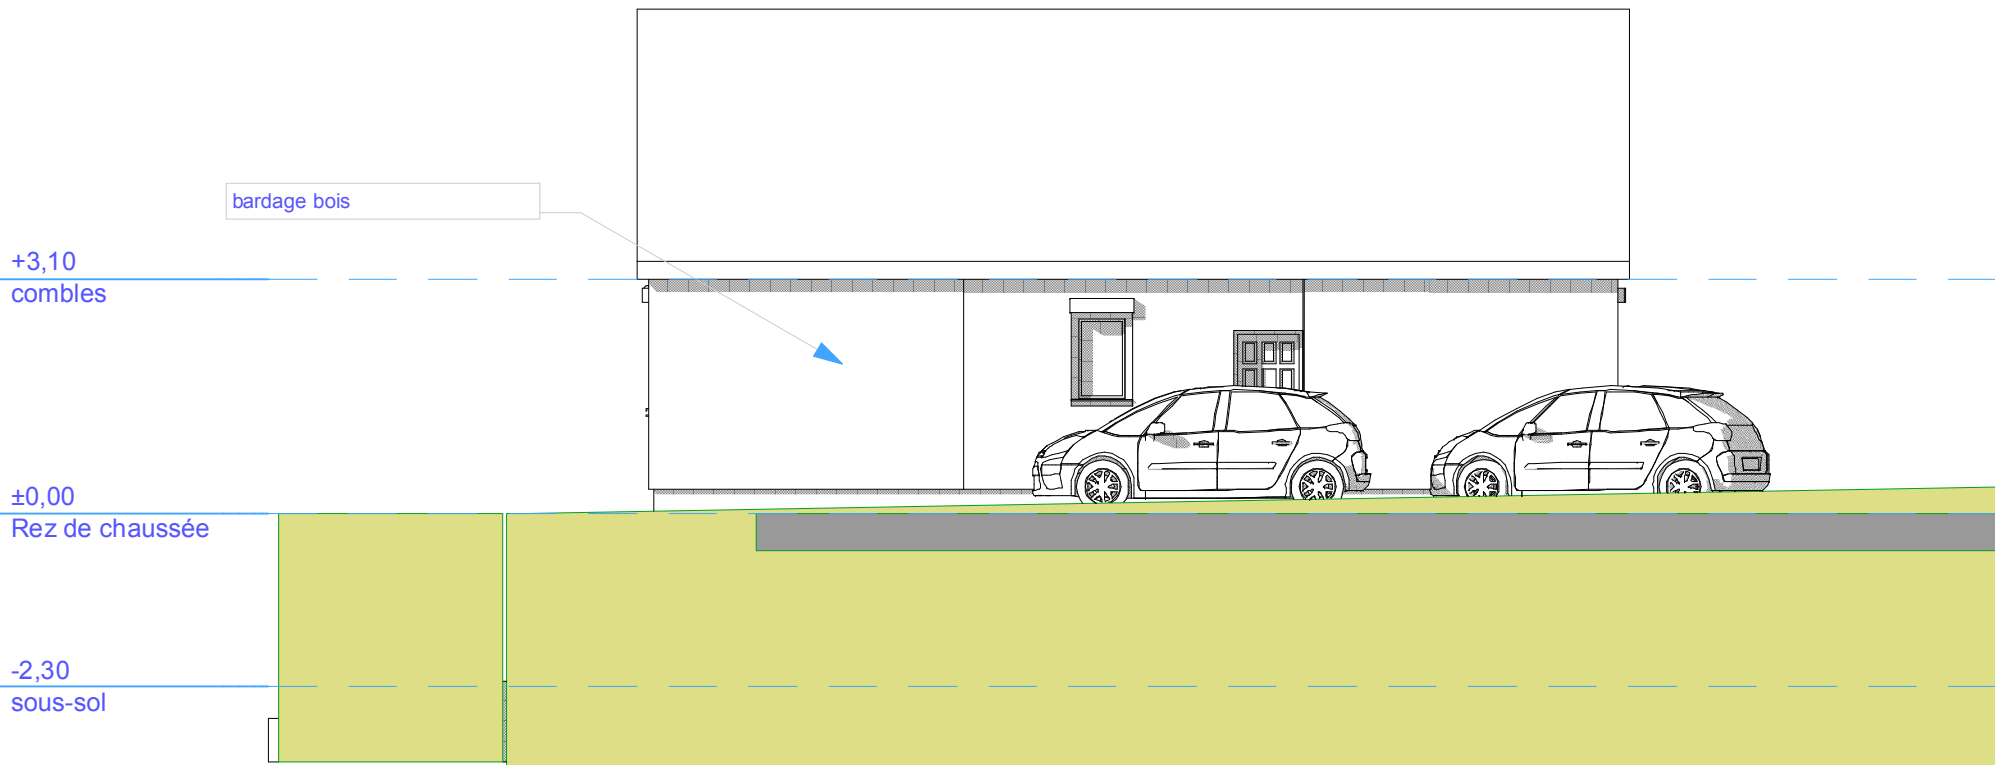 bardage bois
+3,10
combles
±0,00
Rez de chaussée
-2,30
sous-sol